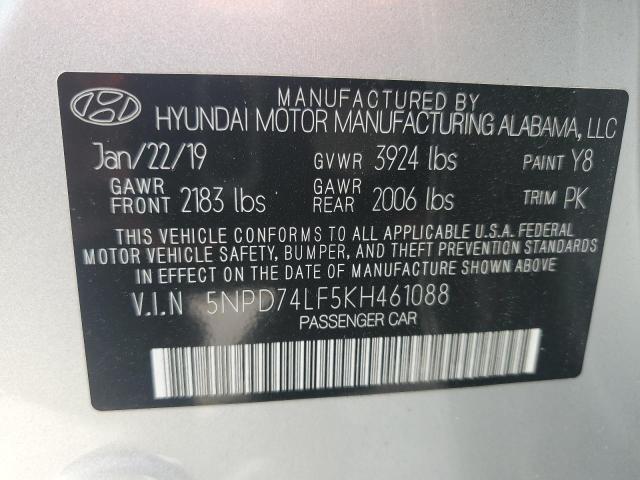 MANUFACTURED BY
HYUNDAI MOTOR MANUFACTURING ALABAMA, LLC
Jan/22/19 GVWR 3924 lbs PAINT Y8
GAWR FRONT 2183 lbs GAWR REAR 2006 lbs TRIM PK
THIS VEHICLE CONFORMS TO ALL APPLICABLE U.S.A. FEDERAL
MOTOR VEHICLE SAFETY, BUMPER, AND THEFT PREVENTION STANDARDS
IN EFFECT ON THE DATE OF MANUFACTURE SHOWN ABOVE.
V.I.N 5NPD74LF5KH461088
PASSENGER CAR